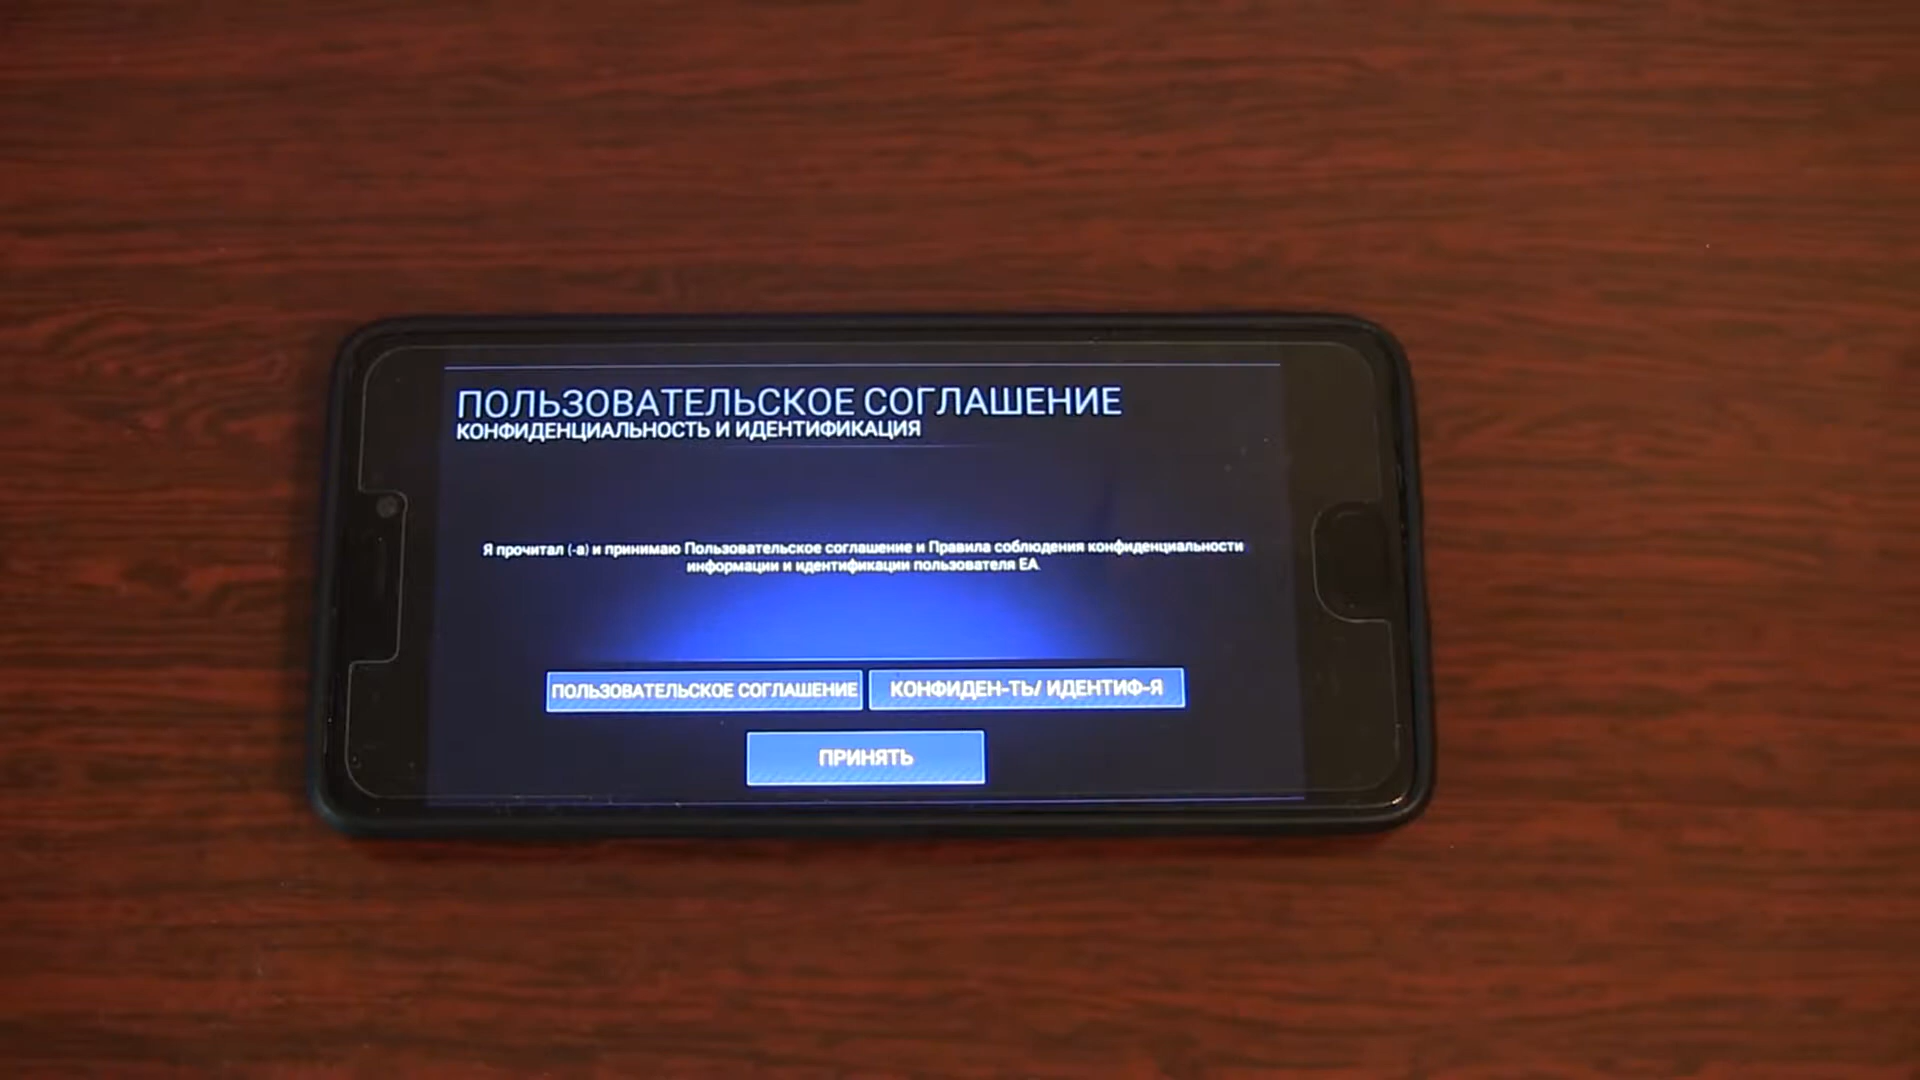 ПОЛЬЗОВАТЕЛЬСКОЕ СОГЛАШЕНИЕ
КОНФИДЕНЦИАЛЬНОСТЬ И ИДЕНТИФИКАЦИЯ
Я прочитал (-а) и принимаю Пользовательское соглашение и Правила соблюдения конфиденциальности
информации и идентификации пользователя EA.
ПОЛЬЗОВАТЕЛЬСКОЕ СОГЛАШЕНИЕ
КОНФИДЕН-ТЬ/ ИДЕНТИФ-Я
ПРИНЯТЬ